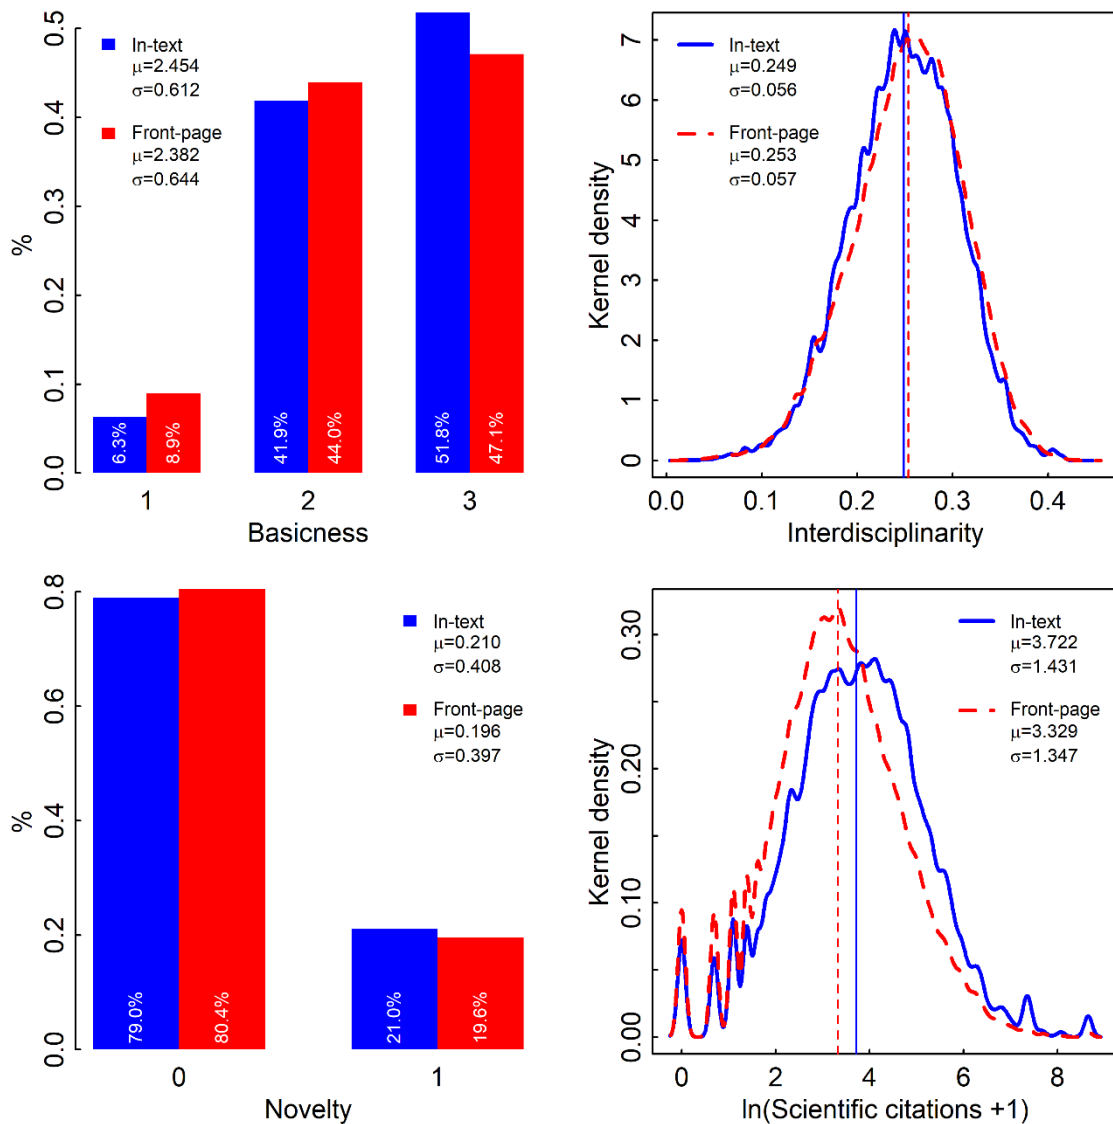 In-text
μ=2.454
σ=0.612
Front-page
μ=2.382
σ=0.644
%
0.0
0.1
0.2
0.3
0.4
0.5
6.3%
8.9%
41.9%
44.0%
51.8%
47.1%
1
2
3
Basicness
In-text
μ=0.249
σ=0.056
Front-page
μ=0.253
σ=0.057
Kernel density
0
1
2
3
4
5
6
7
0.0
0.1
0.2
0.3
0.4
Interdisciplinarity
In-text
μ=0.210
σ=0.408
Front-page
μ=0.196
σ=0.397
%
0.0
0.2
0.4
0.6
0.8
79.0%
80.4%
21.0%
19.6%
0
1
Novelty
In-text
μ=3.722
σ=1.431
Front-page
μ=3.329
σ=1.347
Kernel density
0.00
0.10
0.20
0.30
0
2
4
6
8
ln(Scientific citations +1)